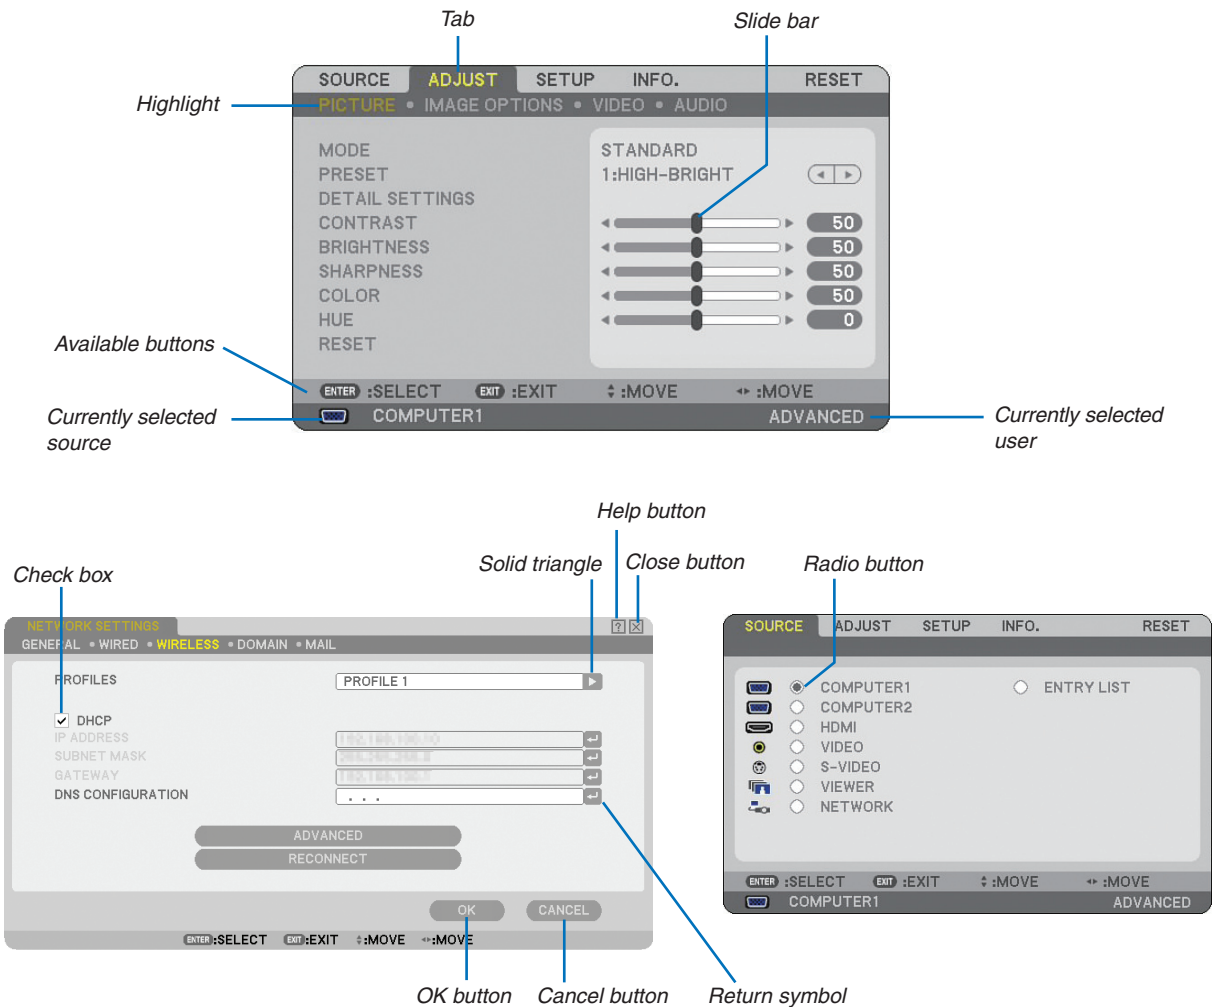 Tab
Slide bar
SOURCE ADJUST SETUP INFO. RESET
Highlight
PICTURE • IMAGE OPTIONS • VIDEO • AUDIO
MODE STANDARD
PRESET 1:HIGH-BRIGHT
DETAIL SETTINGS
CONTRAST 50
BRIGHTNESS 50
SHARPNESS 50
COLOR 50
HUE 0
RESET
Available buttons
ENTER :SELECT EXIT :EXIT :MOVE :MOVE
COMPUTER1 ADVANCED
Currently selected
source
Currently selected
user
Help button
Solid triangle
Close button
Radio button
Check box
NETWORK SETTINGS ?
GENERAL • WIRED • WIRELESS • DOMAIN • MAIL
PROFILES PROFILE 1
DHCP
IP ADDRESS
SUBNET MASK
GATEWAY
DNS CONFIGURATION . . .
ADVANCED
RECONNECT
OK CANCEL
ENTER:SELECT EXIT:EXIT :MOVE :MOVE
SOURCE ADJUST SETUP INFO. RESET
COMPUTER1 ENTRY LIST
COMPUTER2
HDMI
VIDEO
S-VIDEO
VIEWER
NETWORK
ENTER :SELECT EXIT :EXIT :MOVE :MOVE
COMPUTER1 ADVANCED
OK button
Cancel button
Return symbol